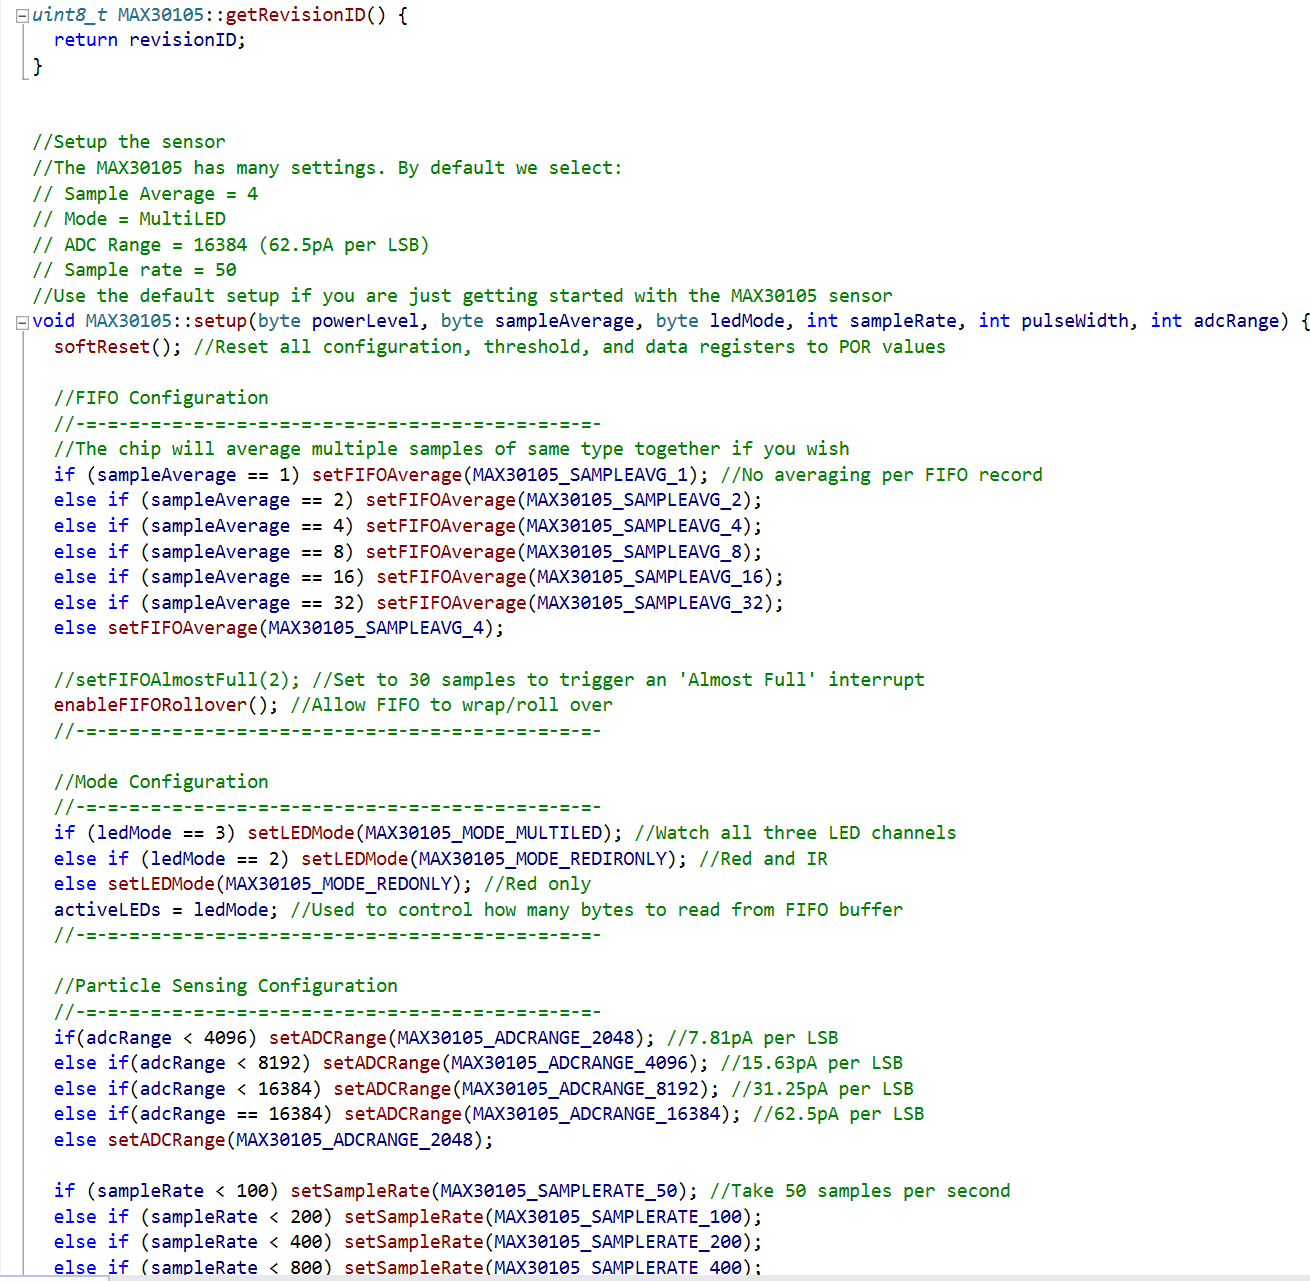 uint8_t MAX30105::getRevisionID() {
  return revisionID;
}
//Setup the sensor
//The MAX30105 has many settings. By default we select:
// Sample Average = 4
// Mode = MultiLED
// ADC Range = 16384 (62.5pA per LSB)
// Sample rate = 50
//Use the default setup if you are just getting started with the MAX30105 sensor
void MAX30105::setup(byte powerLevel, byte sampleAverage, byte ledMode, int sampleRate, int pulseWidth, int adcRange) {
  softReset(); //Reset all configuration, threshold, and data registers to POR values
  //FIFO Configuration
  //-=-=-=-=-=-=-=-=-=-=-=-=-=-=-=-=-=-=-=-=-=-=-=-=-
  //The chip will average multiple samples of same type together if you wish
  if (sampleAverage == 1) setFIFOAverage(MAX30105_SAMPLEAVG_1); //No averaging per FIFO record
  else if (sampleAverage == 2) setFIFOAverage(MAX30105_SAMPLEAVG_2);
  else if (sampleAverage == 4) setFIFOAverage(MAX30105_SAMPLEAVG_4);
  else if (sampleAverage == 8) setFIFOAverage(MAX30105_SAMPLEAVG_8);
  else if (sampleAverage == 16) setFIFOAverage(MAX30105_SAMPLEAVG_16);
  else if (sampleAverage == 32) setFIFOAverage(MAX30105_SAMPLEAVG_32);
  else setFIFOAverage(MAX30105_SAMPLEAVG_4);
  //setFIFOAlmostFull(2); //Set to 30 samples to trigger an 'Almost Full' interrupt
  enableFIFORollover(); //Allow FIFO to wrap/roll over
  //-=-=-=-=-=-=-=-=-=-=-=-=-=-=-=-=-=-=-=-=-=-=-=-=-
  //Mode Configuration
  //-=-=-=-=-=-=-=-=-=-=-=-=-=-=-=-=-=-=-=-=-=-=-=-=-
  if (ledMode == 3) setLEDMode(MAX30105_MODE_MULTILED); //Watch all three LED channels
  else if (ledMode == 2) setLEDMode(MAX30105_MODE_REDIRONLY); //Red and IR
  else setLEDMode(MAX30105_MODE_REDONLY); //Red only
  activeLEDs = ledMode; //Used to control how many bytes to read from FIFO buffer
  //-=-=-=-=-=-=-=-=-=-=-=-=-=-=-=-=-=-=-=-=-=-=-=-=-
  //Particle Sensing Configuration
  //-=-=-=-=-=-=-=-=-=-=-=-=-=-=-=-=-=-=-=-=-=-=-=-=-
  if(adcRange < 4096) setADCRange(MAX30105_ADCRANGE_2048); //7.81pA per LSB
  else if(adcRange < 8192) setADCRange(MAX30105_ADCRANGE_4096); //15.63pA per LSB
  else if(adcRange < 16384) setADCRange(MAX30105_ADCRANGE_8192); //31.25pA per LSB
  else if(adcRange == 16384) setADCRange(MAX30105_ADCRANGE_16384); //62.5pA per LSB
  else setADCRange(MAX30105_ADCRANGE_2048);
  if (sampleRate < 100) setSampleRate(MAX30105_SAMPLERATE_50); //Take 50 samples per second
  else if (sampleRate < 200) setSampleRate(MAX30105_SAMPLERATE_100);
  else if (sampleRate < 400) setSampleRate(MAX30105_SAMPLERATE_200);
  else if (sampleRate < 800) setSampleRate(MAX30105_SAMPLERATE_400);